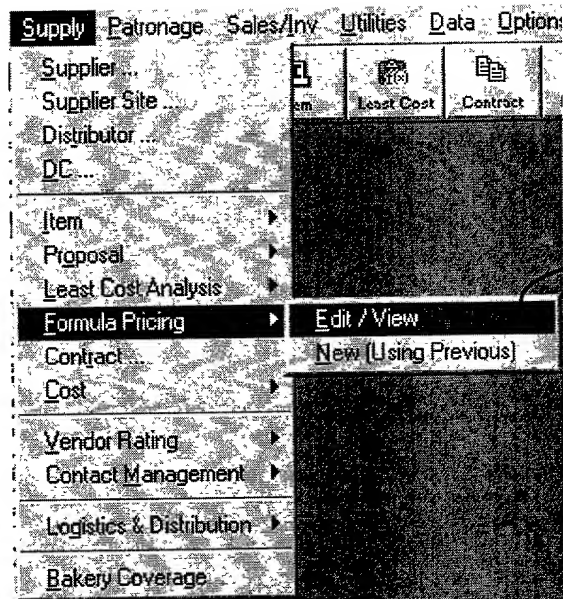 Supply Patronage Sales/Inv Utilities Data Options
Supplier ...
Supplier Site ...
Distributor ...
DC ...
Least Cost
Contract
Item
Proposal
Least Cost Analysis
Formula Pricing
Edit / View
New (Using Previous)
Contract ...
Cost
Vendor Rating
Contact Management
Logistics & Distribution
Bakery Coverage